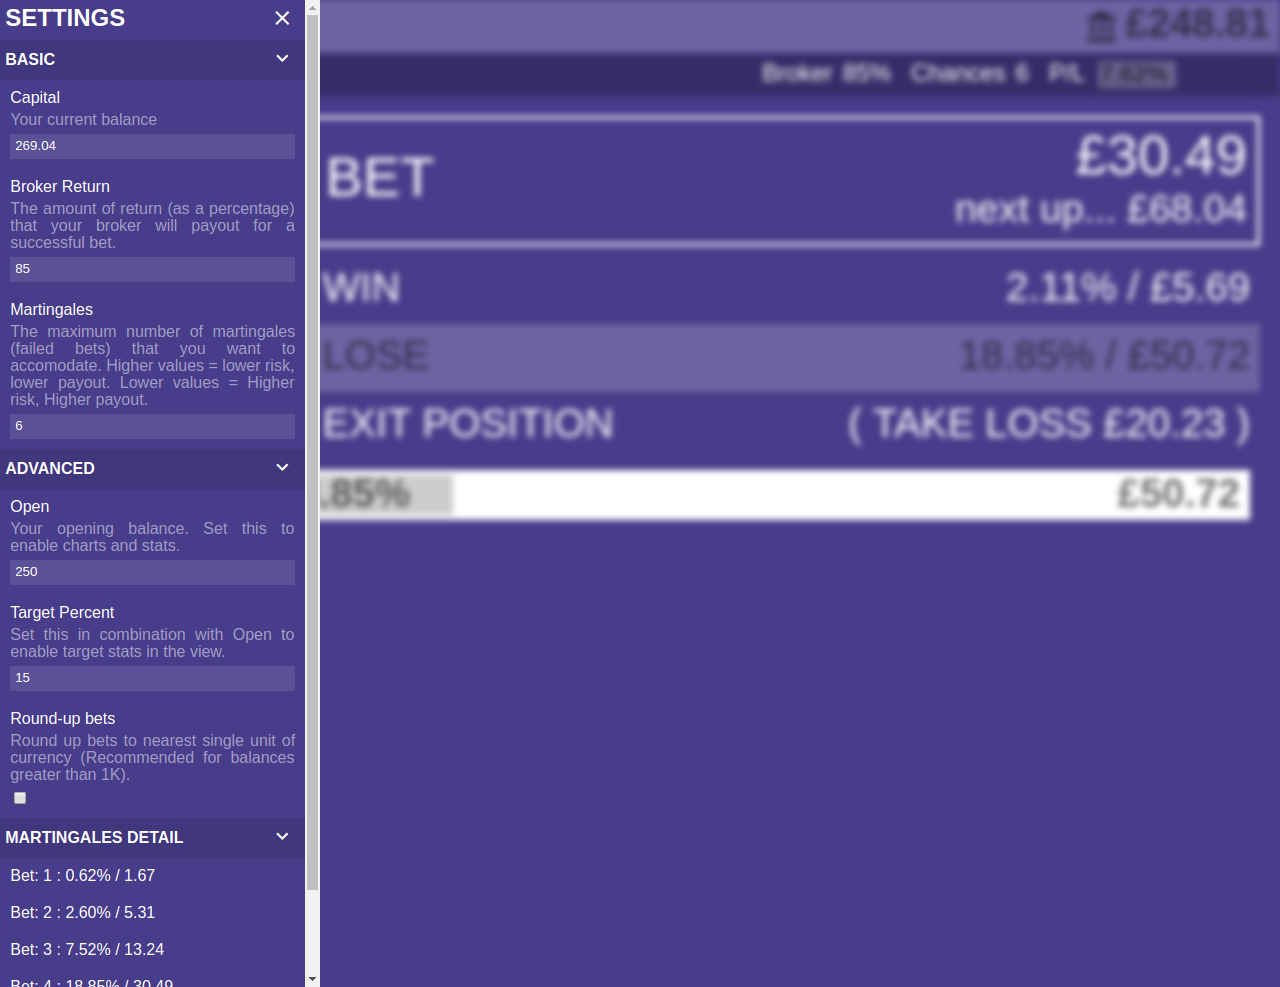 SETTINGS
BASIC
Capital
Your current balance
269.04
Broker Return
The amount of return (as a percentage)
that your broker will payout for a
successful bet.
85
Martingales
The maximum number of martingales
(failed bets) that you want to
accomodate. Higher values = lower risk,
lower payout. Lower values = Higher
risk, Higher payout.
6
ADVANCED
Open
Your opening balance. Set this to
enable charts and stats.
250
Target Percent
Set this in combination with Open to
enable target stats in the view.
15
Round-up bets
Round up bets to nearest single unit of
currency (Recommended for balances
greater than 1K).
MARTINGALES DETAIL
Bet: 1 : 0.62% / 1.67
Bet: 2 : 2.60% / 5.31
Bet: 3 : 7.52% / 13.24
Bet: 4 : 18.85% / 30.49
£248.81
Broker 85% Chances 6 P/L
BET
£30.49
next up... £68.04
WIN 2.11% / £5.69
LOSE 18.85% / £50.72
EXIT POSITION ( TAKE LOSS £20.23 )
.85% £50.72